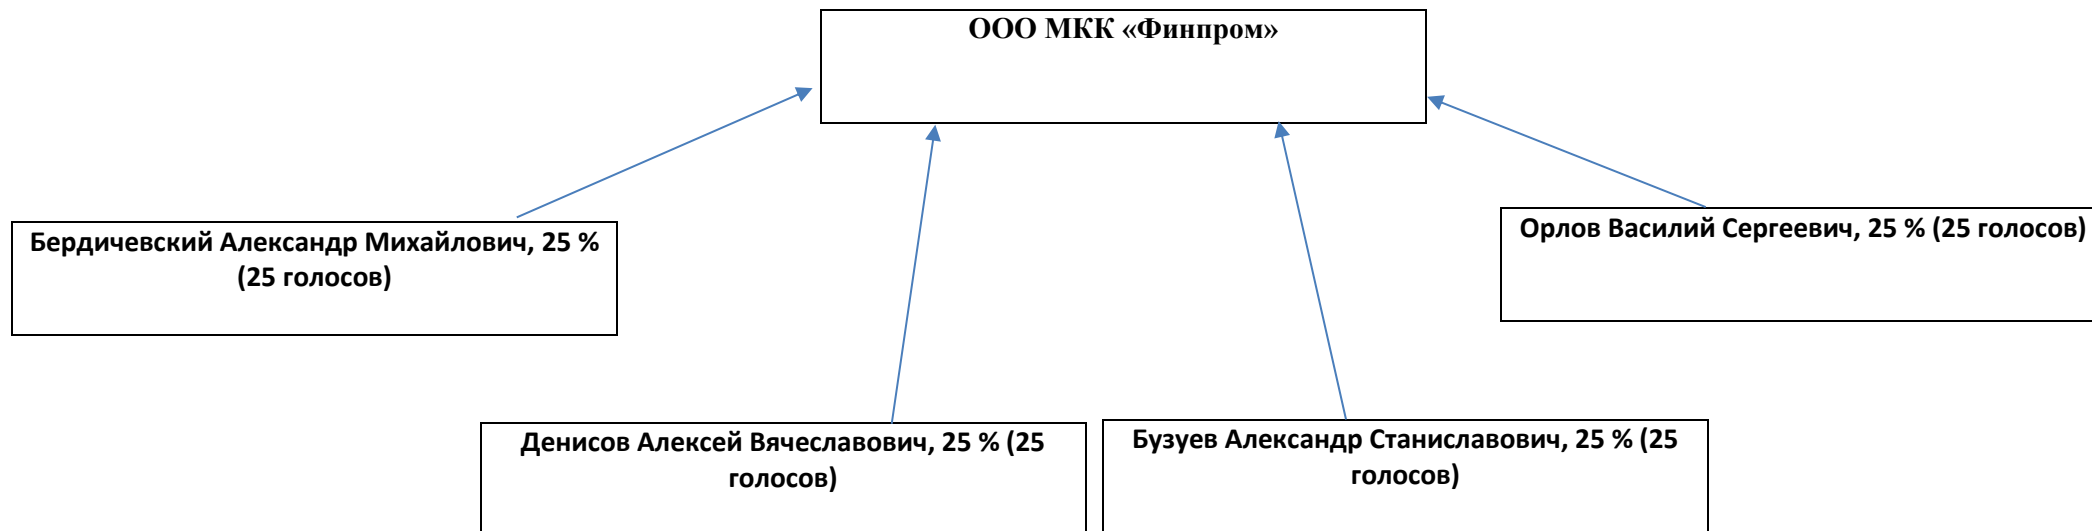 ООО МКК «Финпром»
Бердичевский Александр Михайлович, 25 %
(25 голосов)
Орлов Василий Сергеевич, 25 % (25 голосов)
Денисов Алексей Вячеславович, 25 % (25
голосов)
Бузуев Александр Станиславович, 25 % (25
голосов)